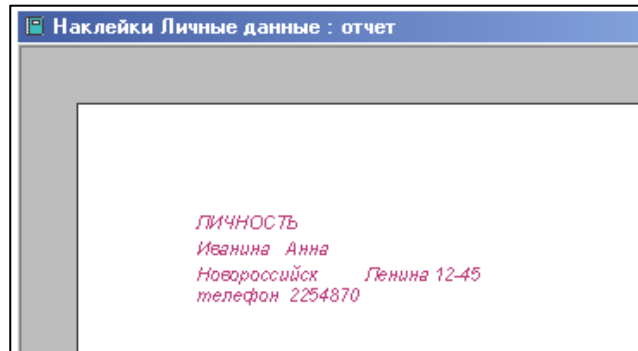 Наклейки Личные данные : отчет
ЛИЧНОСТЬ
Иванина Анна
Новороссийск Ленина 12-45
телефон 2254870